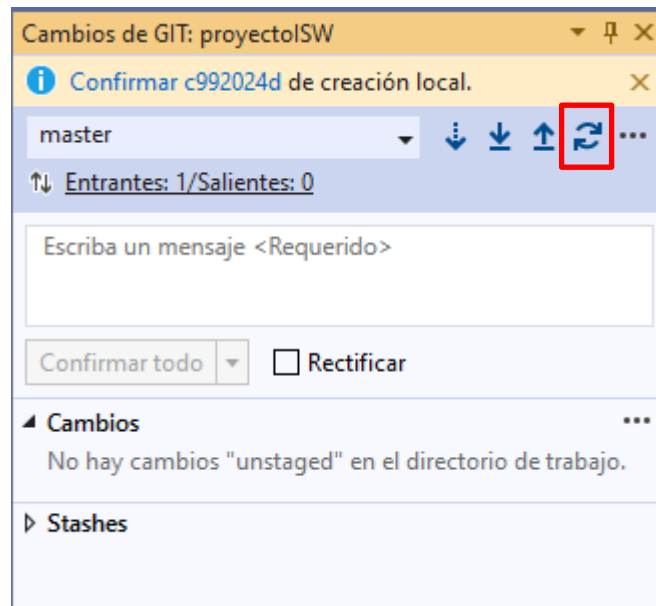 Cambios de GIT: proyectoISW
Confirmar c992024d de creación local.
master
Entrantes: 1/Salientes: 0
Escriba un mensaje <Requerido>
Confirmar todo
Rectificar
Cambios
No hay cambios "unstaged" en el directorio de trabajo.
Stashes